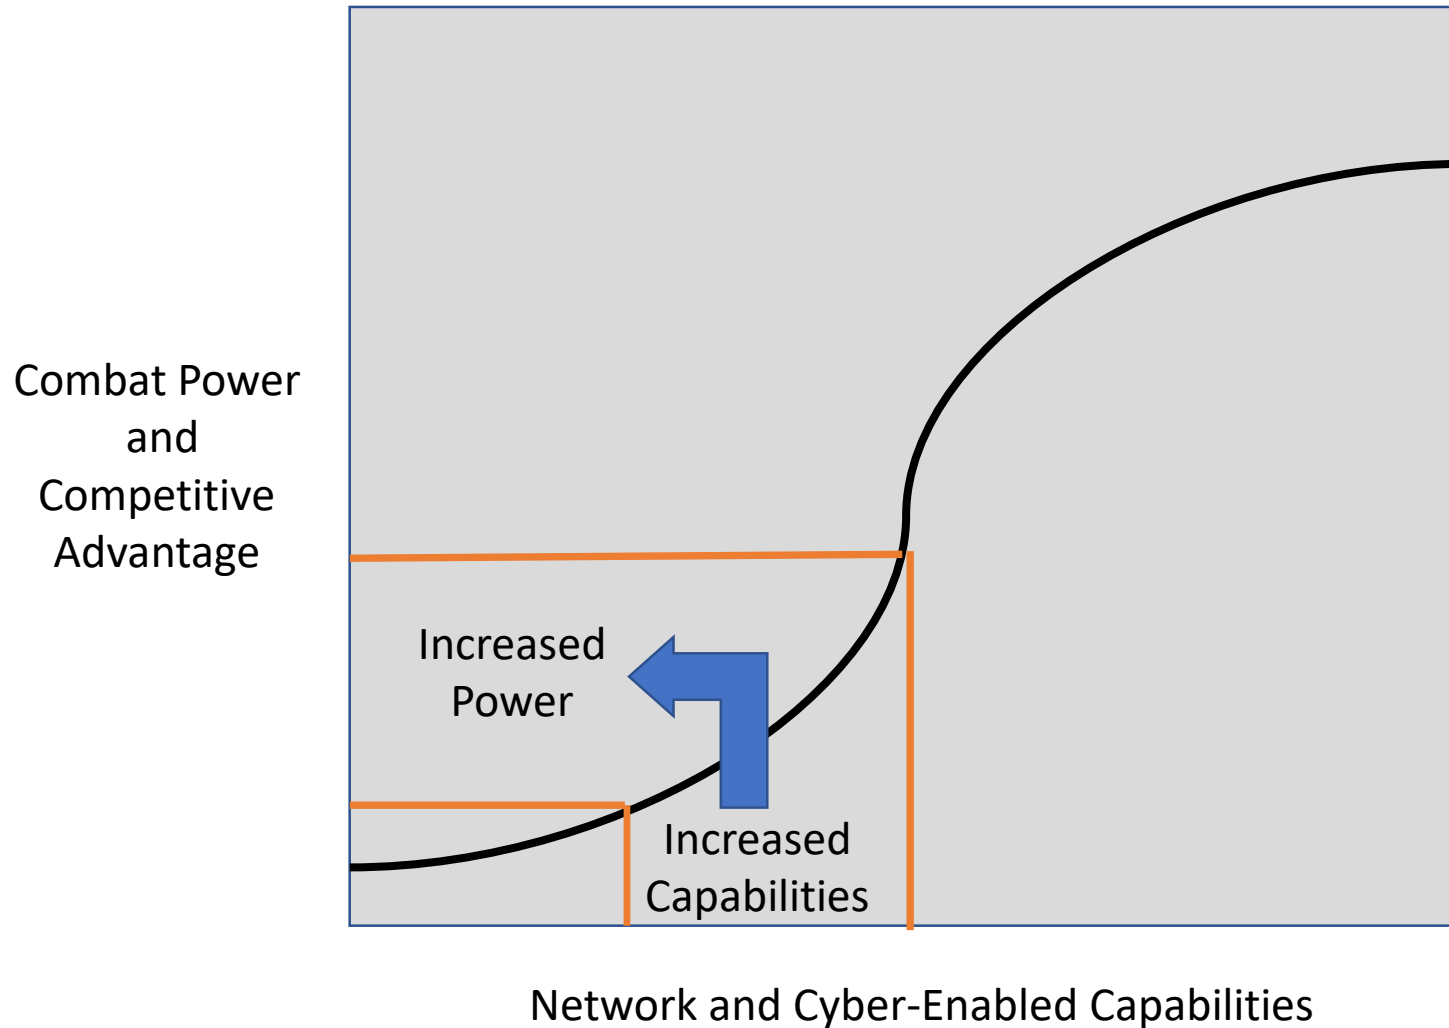 Combat Power
and
Competitive
Advantage
Increased
Power
Increased
Capabilities
Network and Cyber-Enabled Capabilities